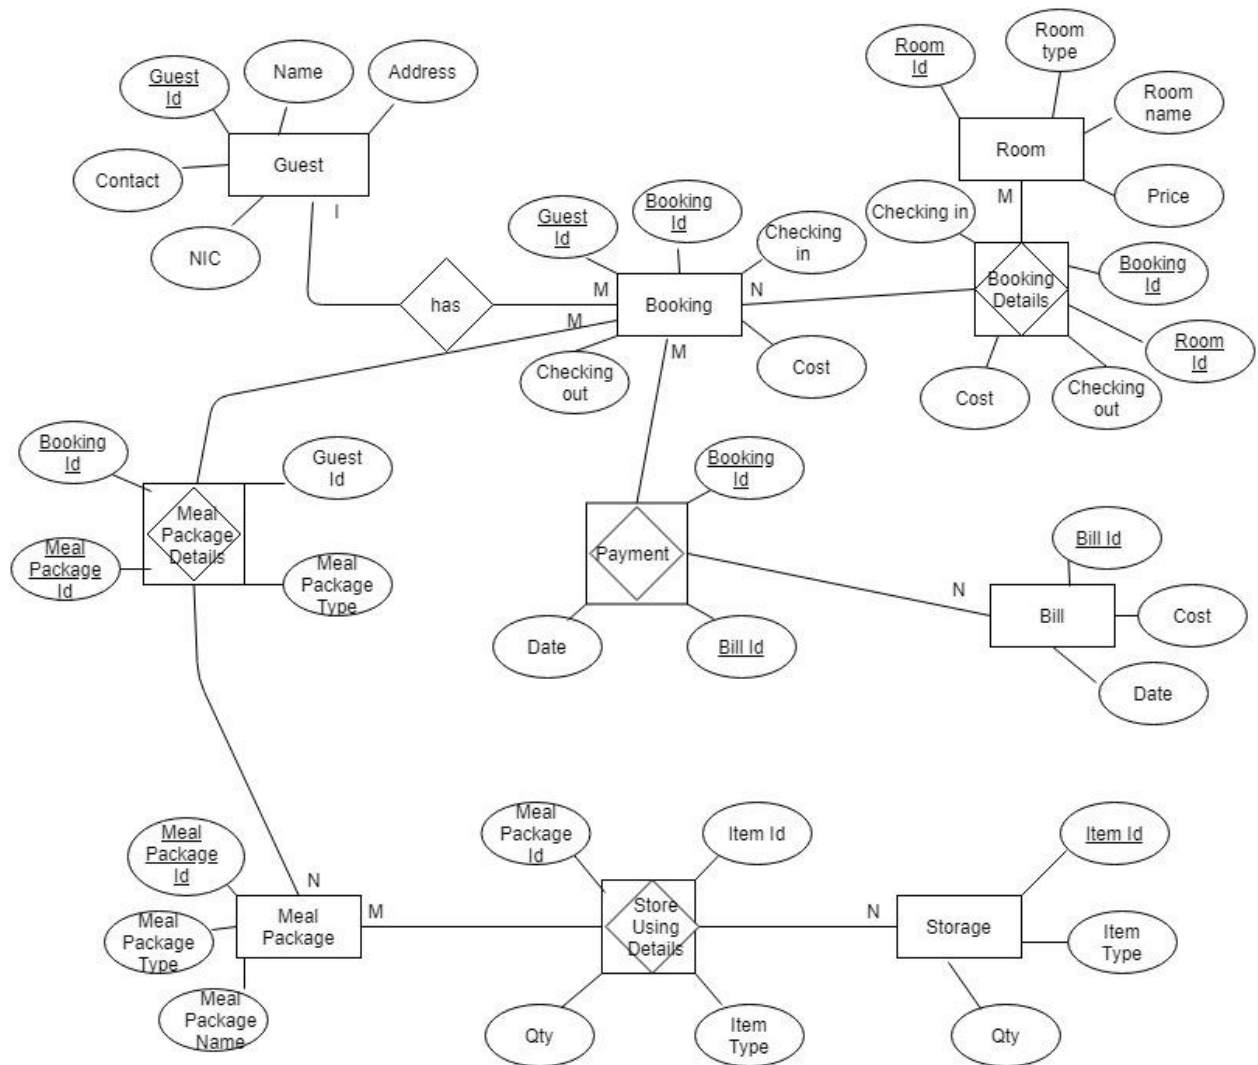 Guest
Id
Name
Address
Contact
Guest
NIC
I
Room
Id
Room
type
Room
name
Room
Price
M
Checking in
Booking
Details
Booking
Id
Room
Id
Checking
out
Cost
has
Guest
Id
Booking
Id
Checking
in
M
Booking
N
M
M
Checking
out
Cost
Booking
Id
Guest
Id
Meal
Package
Details
Meal
Package
Id
Meal
Package
Type
Booking
Id
Payment
Date
Bill Id
N
Bill Id
Bill
Cost
Date
Meal
Package
Id
N
Meal
Package
M
Meal
Package
Type
Meal
Package
Name
Meal
Package
Id
Item Id
Store
Using
Details
Qty
Item
Type
N
Storage
Item Id
Item
Type
Qty